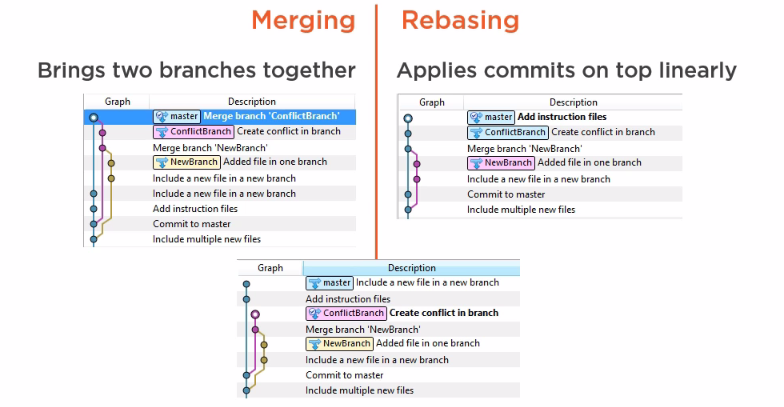 Merging
Rebasing
Brings two branches together
Applies commits on top linearly
Graph Description
master Merge branch 'ConflictBranch'
ConflictBranch Create conflict in branch
Merge branch 'NewBranch'
NewBranch Added file in one branch
Include a new file in a new branch
Include a new file in a new branch
Add instruction files
Commit to master
Include multiple new files
Graph Description
master Add instruction files
ConflictBranch Create conflict in branch
Merge branch 'NewBranch'
NewBranch Added file in one branch
Include a new file in a new branch
Commit to master
Include multiple new files
Graph Description
master Include a new file in a new branch
Add instruction files
ConflictBranch Create conflict in branch
Merge branch 'NewBranch'
NewBranch Added file in one branch
Include a new file in a new branch
Commit to master
Include multiple new files